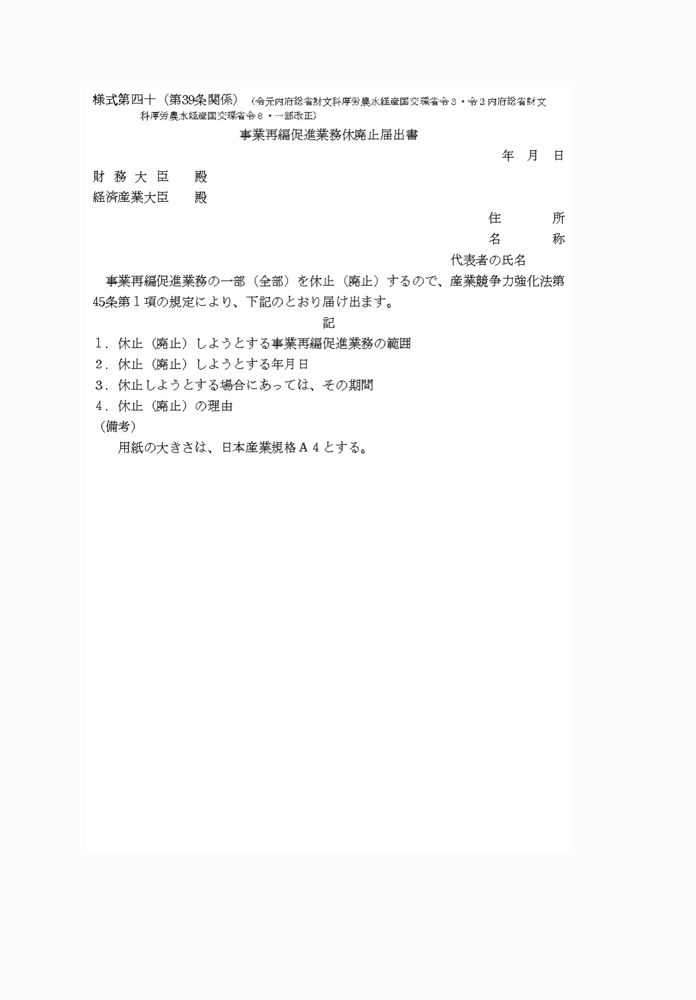 様式第四十（第39条関係）（令元内府総省財文科厚労農水経産国交環省令３・令２内府総省財文
科厚労農水経産国交環省令８・一部改正）
事業再編促進業務休廃止届出書
年　月　日
財務大臣　殿
経済産業大臣　殿
住　　　　所
名　　　　称
代表者の氏名
事業再編促進業務の一部（全部）を休止（廃止）するので、産業競争力強化法第
45条第１項の規定により、下記のとおり届け出ます。
記
１．休止（廃止）しようとする事業再編促進業務の範囲
２．休止（廃止）しようとする年月日
３．休止しようとする場合にあっては、その期間
４．休止（廃止）の理由
（備考）
用紙の大きさは、日本産業規格Ａ４とする。